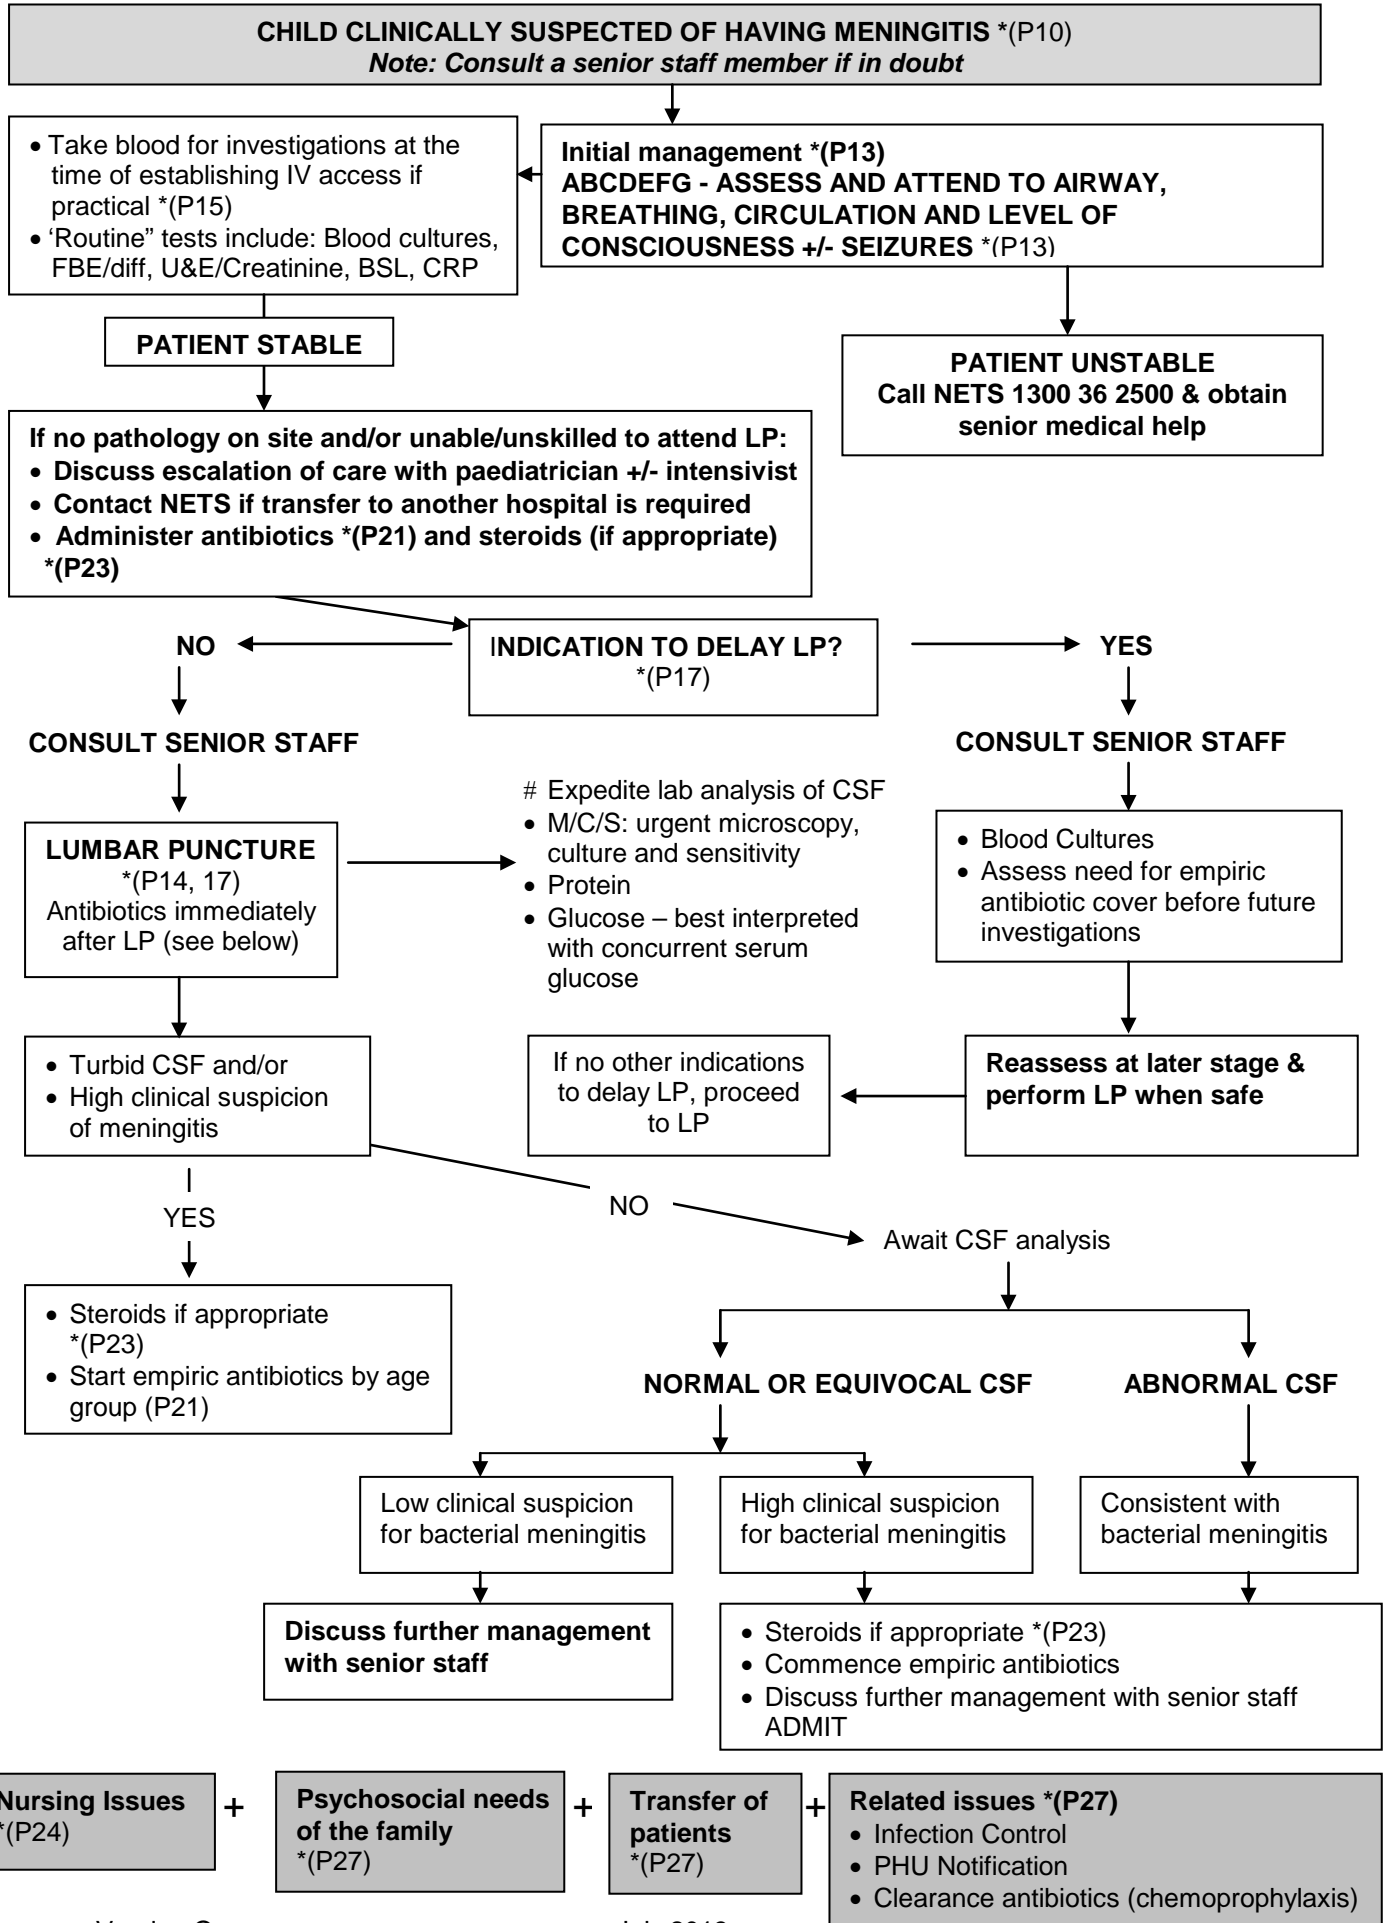 CHILD CLINICALLY SUSPECTED OF HAVING MENINGITIS *(P10)
Note: Consult a senior staff member if in doubt
• Take blood for investigations at the
time of establishing IV access if
practical *(P15)
• ‘Routine” tests include: Blood cultures,
FBE/diff, U&E/Creatinine, BSL, CRP
Initial management *(P13)
ABCDEFG - ASSESS AND ATTEND TO AIRWAY,
BREATHING, CIRCULATION AND LEVEL OF
CONSCIOUSNESS +/- SEIZURES *(P13)
PATIENT STABLE
PATIENT UNSTABLE
Call NETS 1300 36 2500 & obtain
senior medical help
If no pathology on site and/or unable/unskilled to attend LP:
• Discuss escalation of care with paediatrician +/- intensivist
• Contact NETS if transfer to another hospital is required
• Administer antibiotics *(P21) and steroids (if appropriate)
*(P23)
NO
INDICATION TO DELAY LP?
*(P17)
YES
CONSULT SENIOR STAFF
CONSULT SENIOR STAFF
LUMBAR PUNCTURE
*(P14, 17)
Antibiotics immediately
after LP (see below)
# Expedite lab analysis of CSF
• M/C/S: urgent microscopy,
culture and sensitivity
• Protein
• Glucose – best interpreted
with concurrent serum
glucose
• Blood Cultures
• Assess need for empiric
antibiotic cover before future
investigations
• Turbid CSF and/or
• High clinical suspicion
of meningitis
If no other indications
to delay LP, proceed
to LP
Reassess at later stage &
perform LP when safe
YES
NO
Await CSF analysis
• Steroids if appropriate
*(P23)
• Start empiric antibiotics by age
group (P21)
NORMAL OR EQUIVOCAL CSF
ABNORMAL CSF
Low clinical suspicion
for bacterial meningitis
High clinical suspicion
for bacterial meningitis
Consistent with
bacterial meningitis
Discuss further management
with senior staff
• Steroids if appropriate *(P23)
• Commence empiric antibiotics
• Discuss further management with senior staff
ADMIT
Nursing Issues
*(P24)
+
Psychosocial needs
of the family
*(P27)
+
Transfer of
patients
*(P27)
+
Related issues *(P27)
• Infection Control
• PHU Notification
• Clearance antibiotics (chemoprophylaxis)